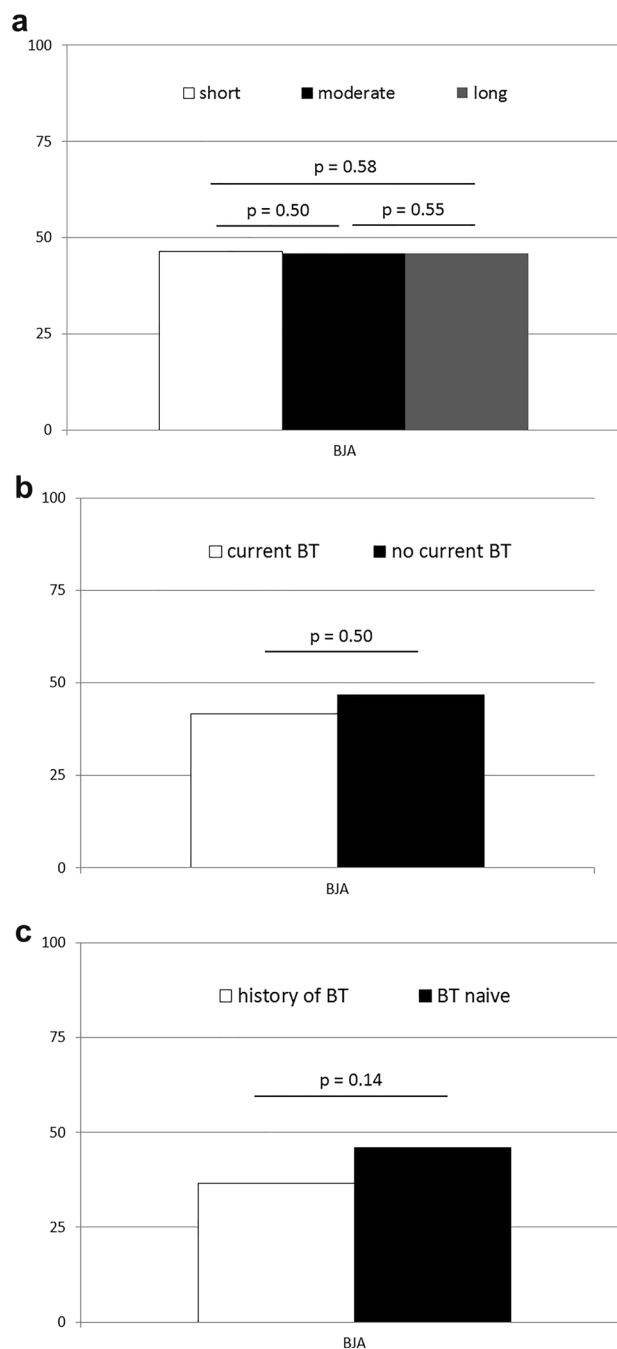 a
100
short moderate long
75
p = 0.58
p = 0.50 p = 0.55
50
25
0
BJA
b
100
current BT no current BT
75
p = 0.50
50
25
0
BJA
c
100
history of BT BT naive
75
p = 0.14
50
25
0
BJA